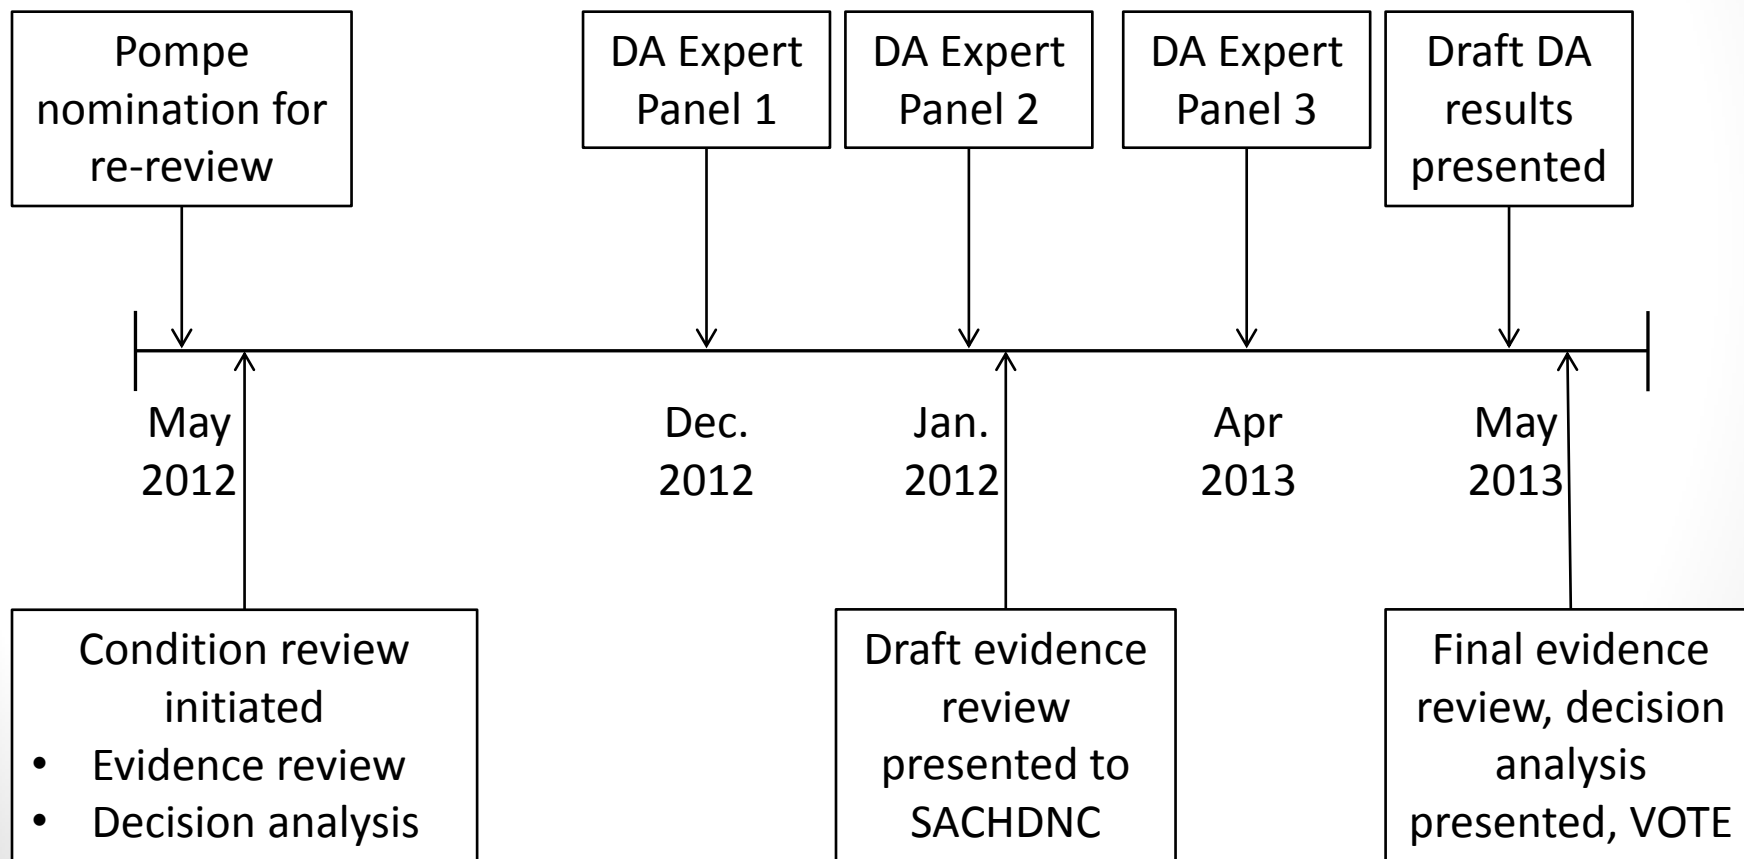 Pompe
nomination for
re-review
DA Expert
Panel 1
DA Expert
Panel 2
DA Expert
Panel 3
Draft DA
results
presented
May
2012
Dec.
2012
Jan.
2012
Apr
2013
May
2013
Condition review
initiated
• Evidence review
• Decision analysis
Draft evidence
review
presented to
SACHDNC
Final evidence
review, decision
analysis
presented, VOTE